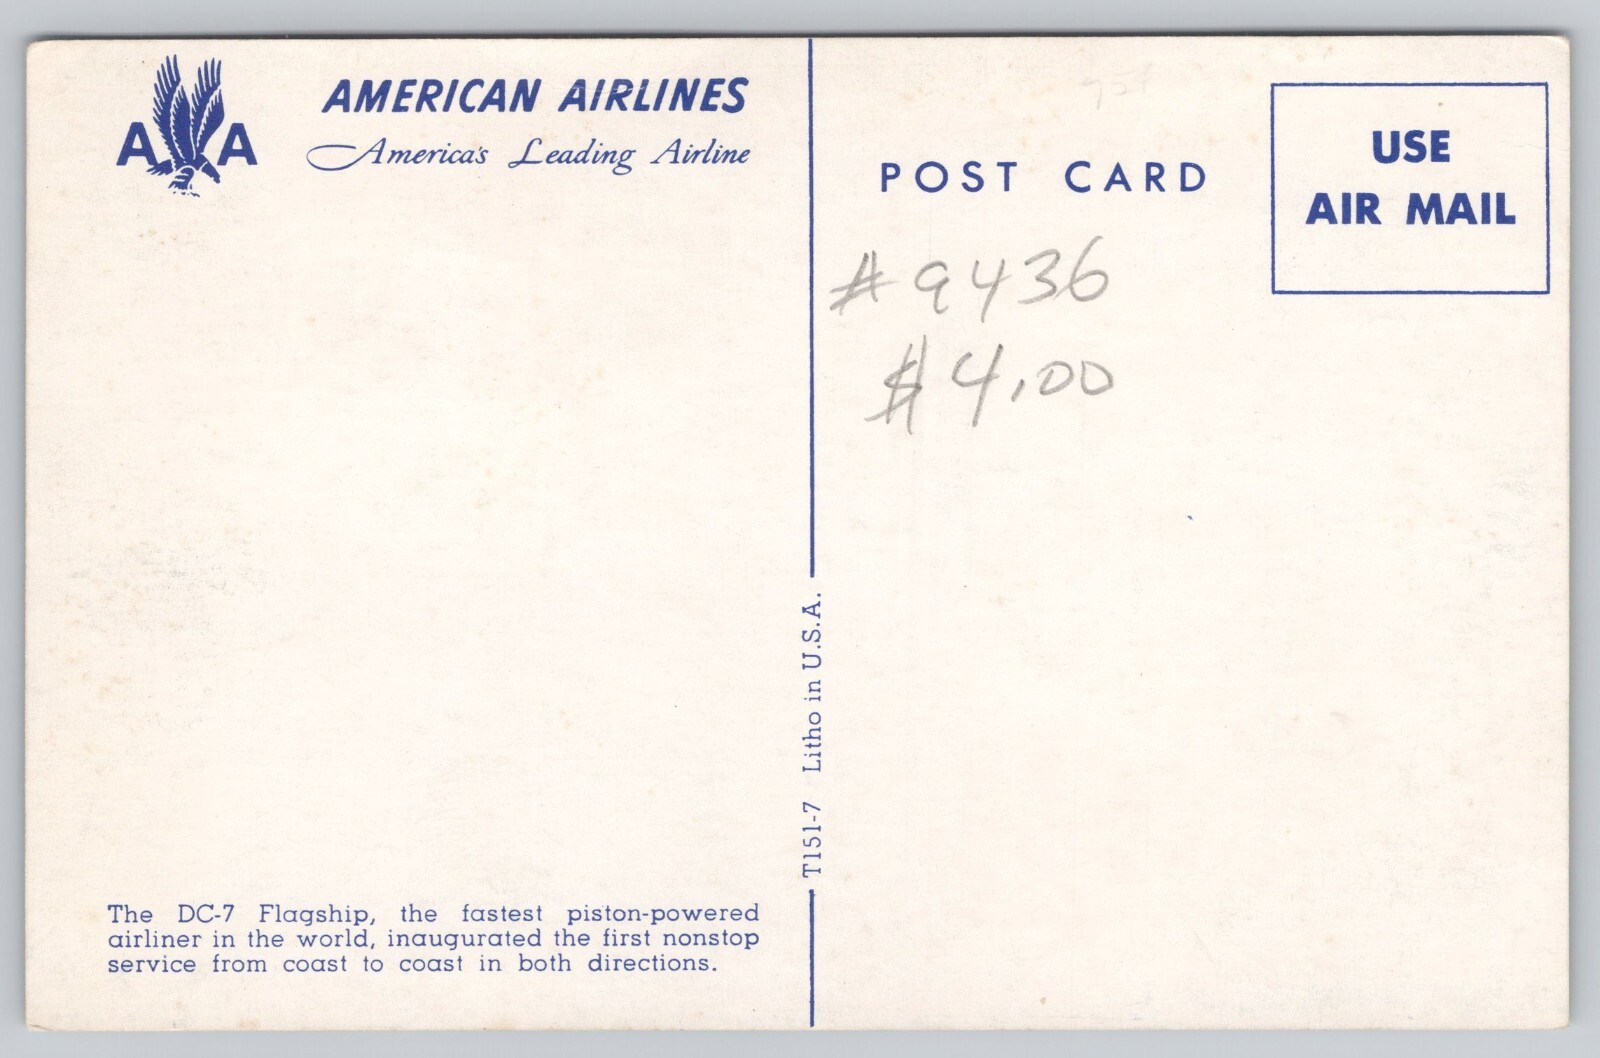 A A
AMERICAN AIRLINES
America's Leading Airline
POST CARD
USE
AIR MAIL
#9436
$4.00
T151-7 Litho in U.S.A.
The DC-7 Flagship, the fastest piston-powered
airliner in the world, inaugurated the first nonstop
service from coast to coast in both directions.